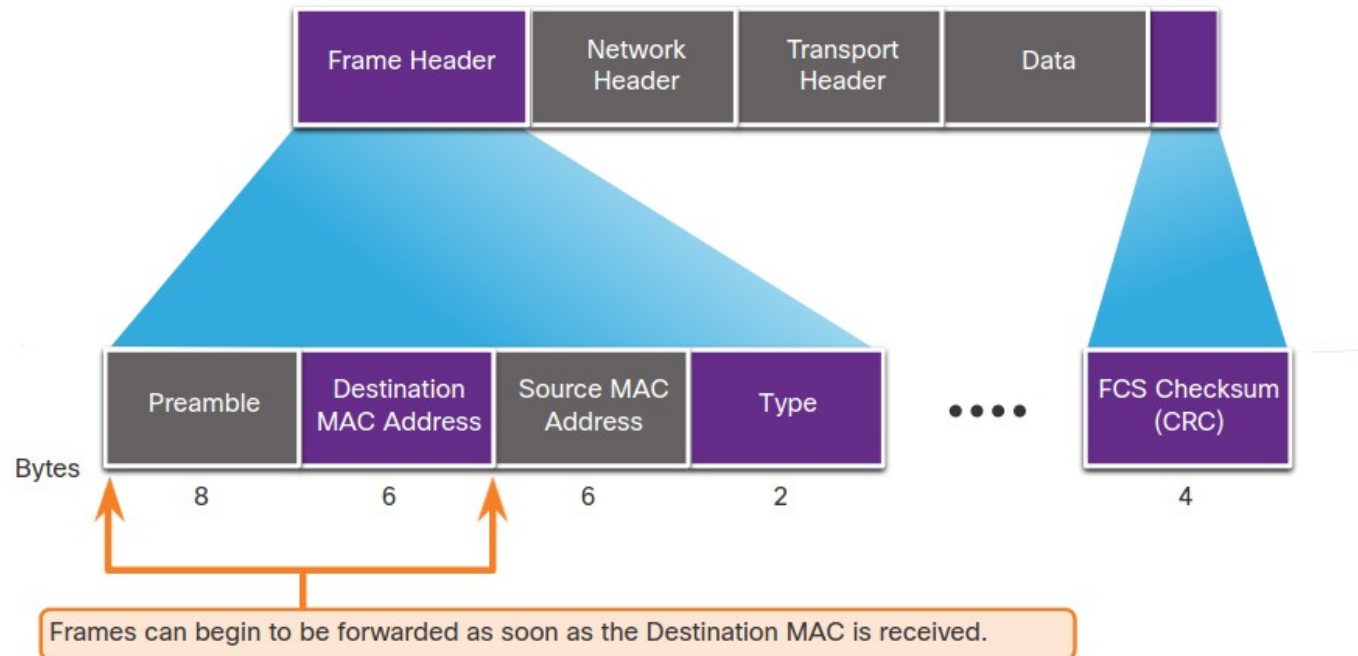 Frame Header
Network
Header
Transport
Header
Data
Preamble
Destination
MAC Address
Source MAC
Address
Type
FCS Checksum
(CRC)
Bytes
8
6
6
2
4
Frames can begin to be forwarded as soon as the Destination MAC is received.